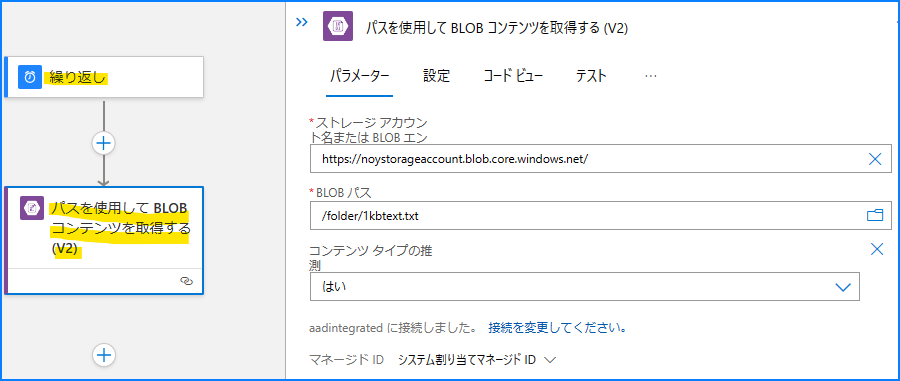 繰り返し
パスを使用して BLOB
コンテンツを取得する
(V2)
パスを使用して BLOB コンテンツを取得する (V2)
パラメーター 設定 コード ビュー テスト ...
*ストレージ アカウン
ト名または BLOB エン
https://noystorageaccount.blob.core.windows.net/
*BLOB パス
/folder/1kbtext.txt
コンテンツ タイプの推
測
はい
aadintegrated に接続しました。 接続を変更してください。
マネージド ID システム割り当てマネージド ID